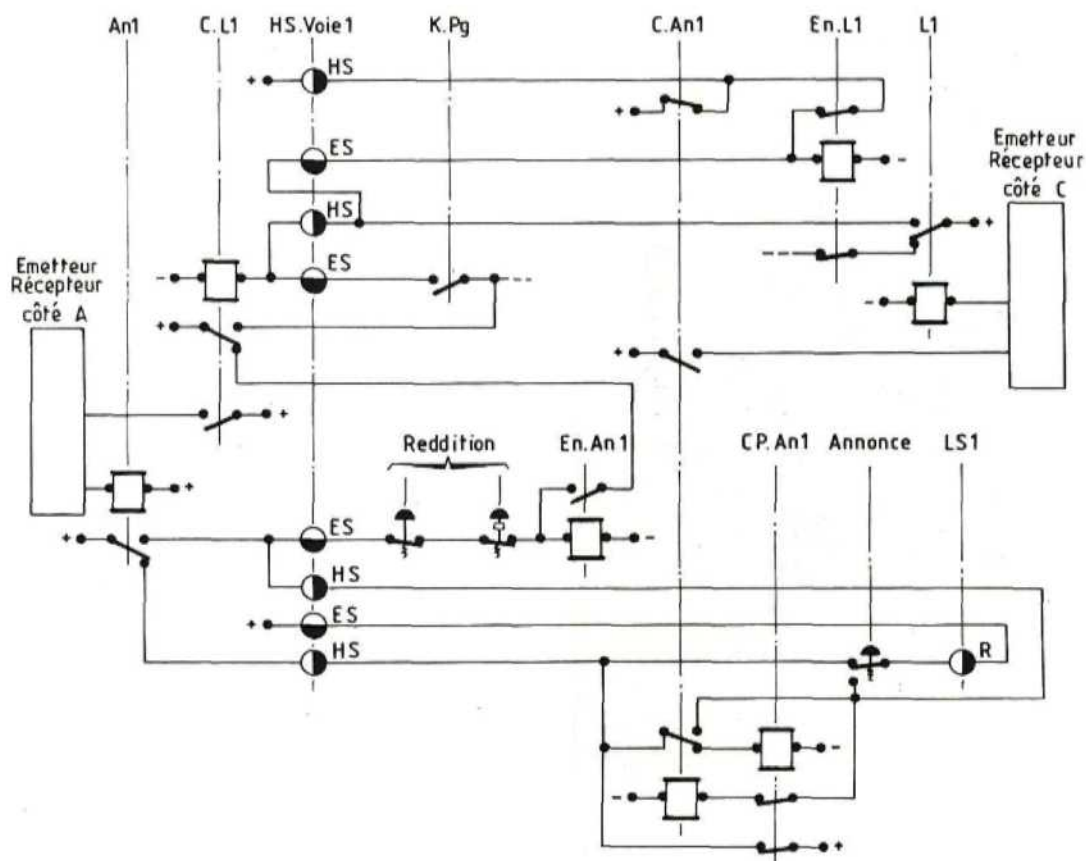 An1 C.L1 HS.Voie1 K.Pg C.An1 En.L1 L1
+ HS
+
Emetteur
Récepteur
côté C
ES -
HS +
Emetteur
Récepteur
côté A
- ES
-
+ +
+
Reddition En.An1 CP.An1 Annonce LS1
+
+ ES -
HS
+ ES
HS R
-
-
+